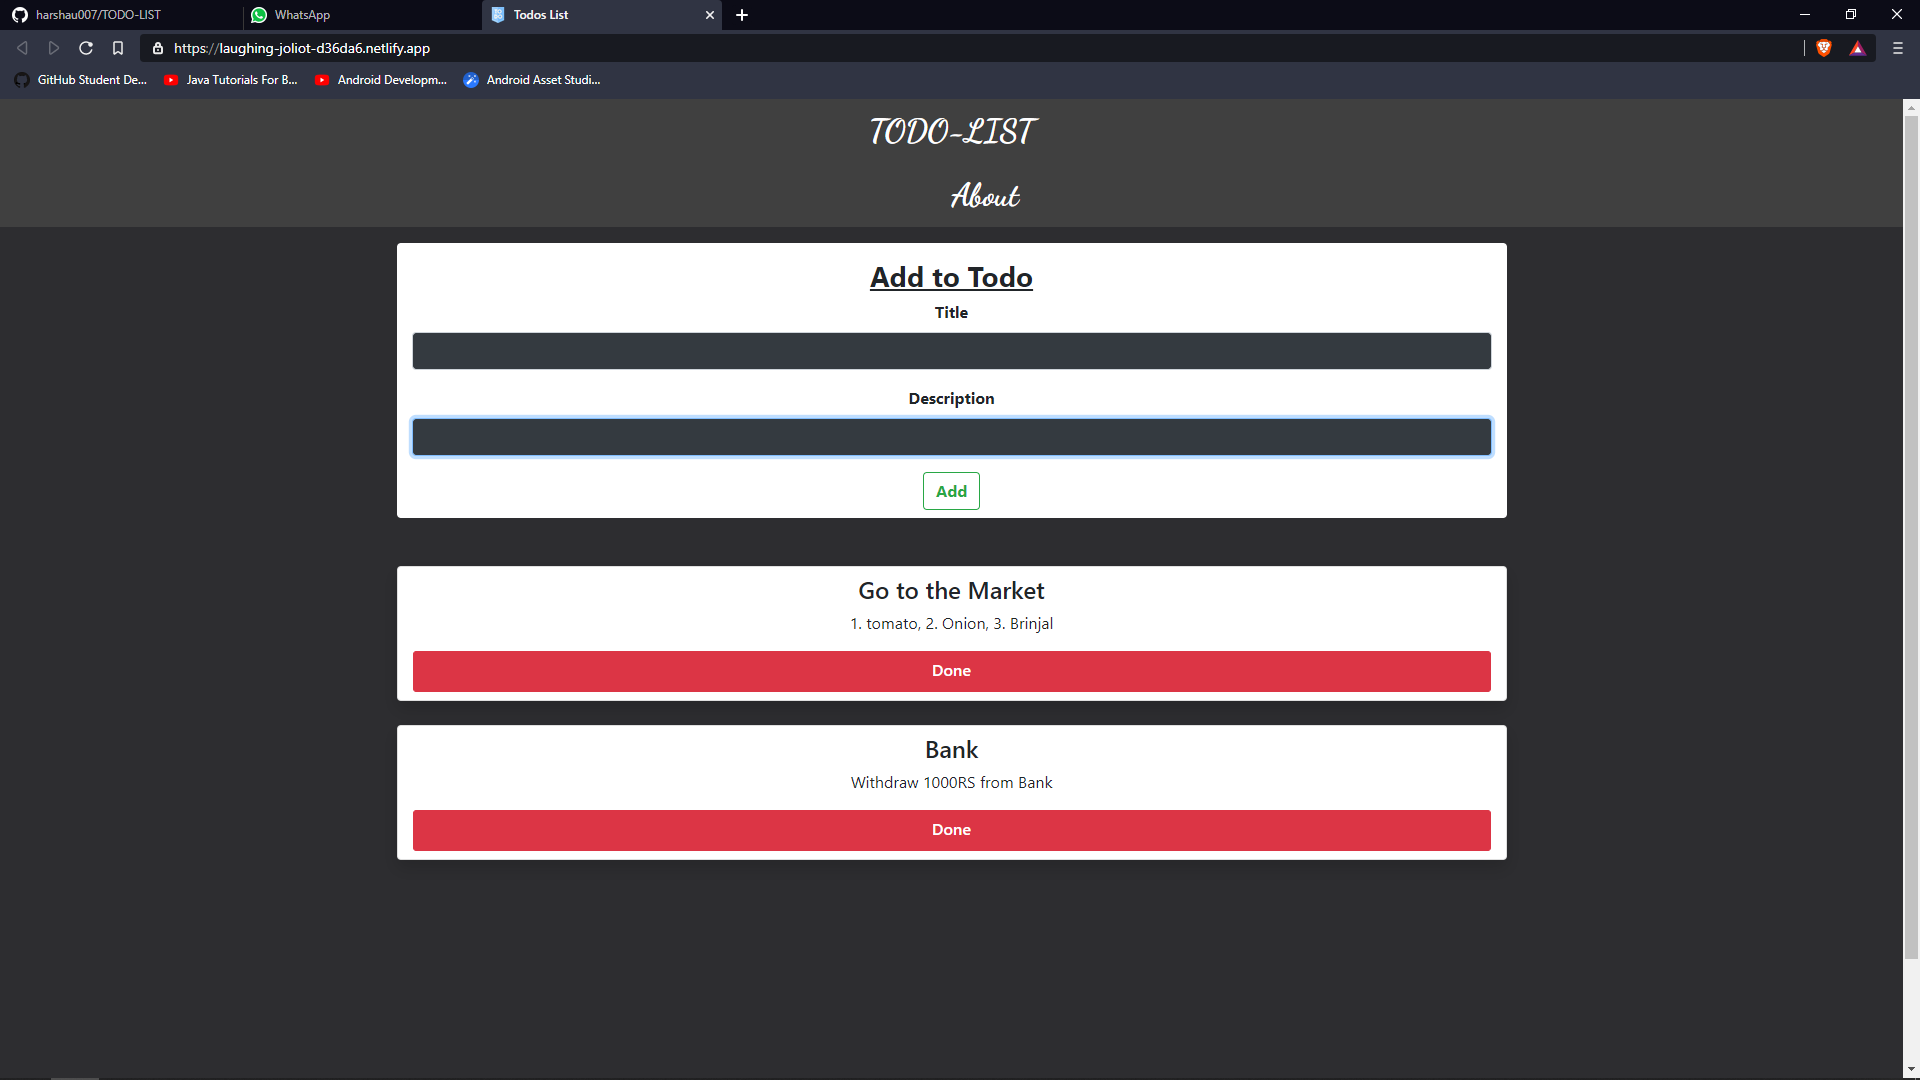 harshau007/TODO-LIST
WhatsApp
Todos List
https://laughing-joliot-d36da6.netlify.app
GitHub Student De...
Java Tutorials For B...
Android Developm...
Android Asset Studi...
TODO-LIST
About
Add to Todo
Title
Description
Add
Go to the Market
1. tomato, 2. Onion, 3. Brinjal
Done
Bank
Withdraw 1000RS from Bank
Done